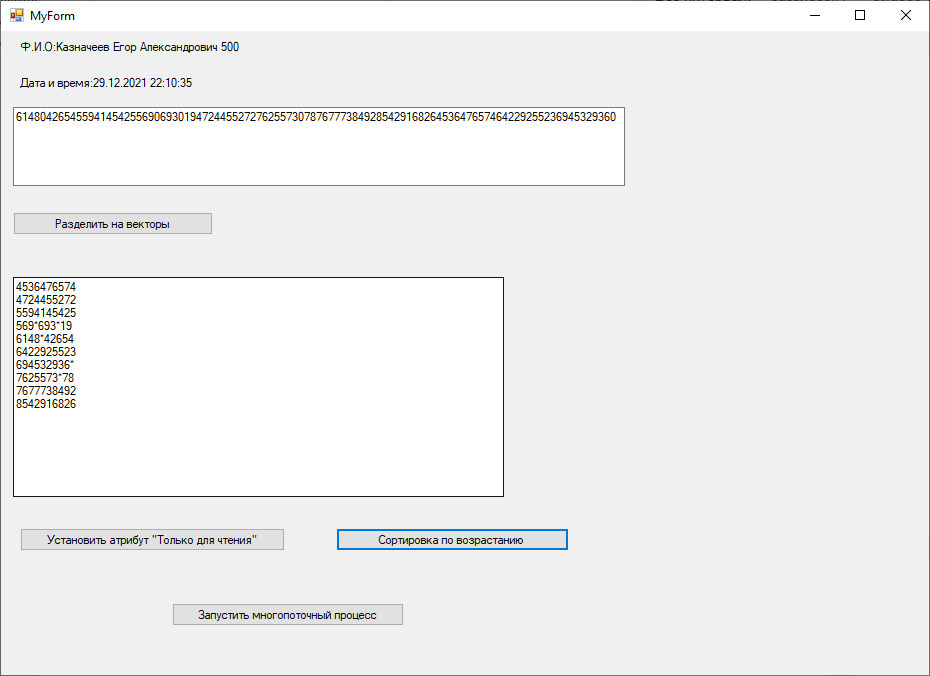 MyForm
Ф.И.О:Казначеев Егор Александрович 500
Дата и время:29.12.2021 22:10:35
6148042654559414542556906930194724455272762557307876777384928542916826453647657464229255236945329360
Разделить на векторы
4536476574
4724455272
5594145425
569*693*19
6148*42654
6422925523
694532936*
7625573*78
7677738492
8542916826
Установить атрибут "Только для чтения"
Сортировка по возрастанию
Запустить многопоточный процесс